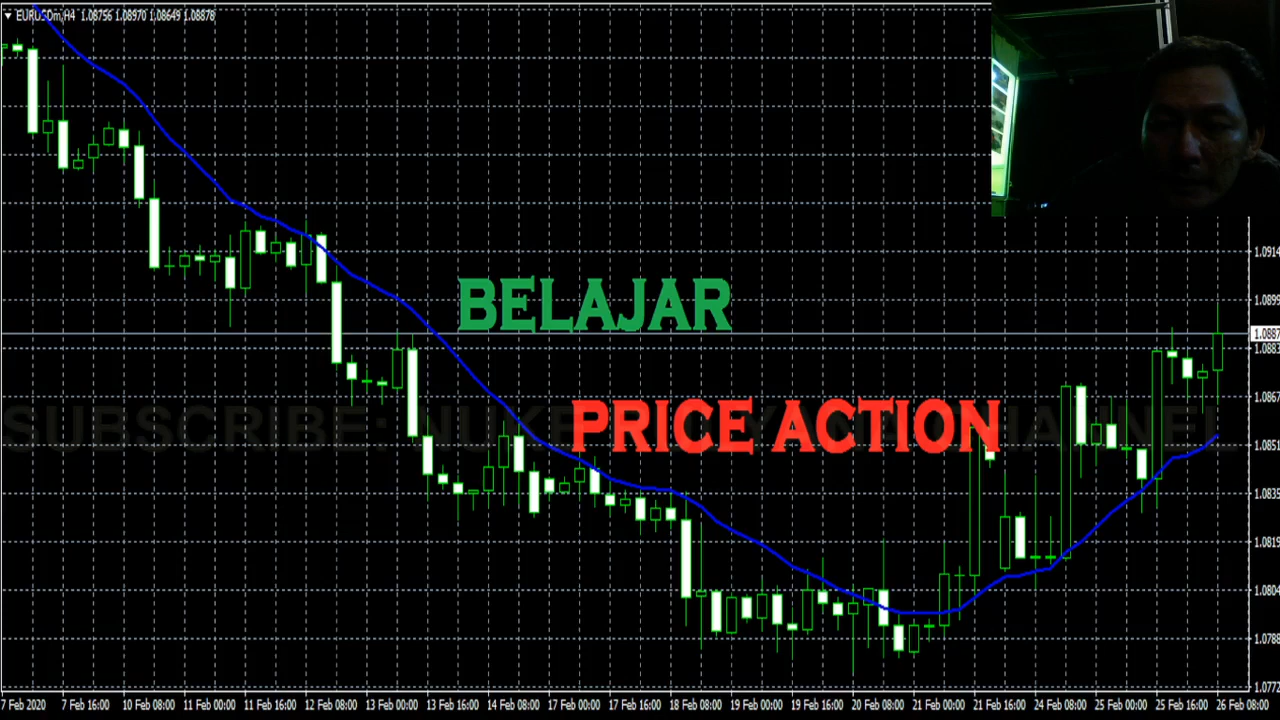 EURUSDm,H4 1.08756 1.08970 1.08649 1.08878
BELAJAR
PRICE ACTION
SUBSCRIBE: NUKE CHANNEL
1.0914
1.0899
1.0887
1.0883
1.0867
1.0851
1.0835
1.0819
1.0804
1.0788
1.0772
7 Feb 2020 7 Feb 16:00 10 Feb 08:00 11 Feb 00:00 11 Feb 16:00 12 Feb 08:00 13 Feb 00:00 13 Feb 16:00 14 Feb 08:00 17 Feb 00:00 17 Feb 16:00 18 Feb 08:00 19 Feb 00:00 19 Feb 16:00 20 Feb 08:00 21 Feb 00:00 21 Feb 16:00 24 Feb 08:00 25 Feb 00:00 25 Feb 16:00 26 Feb 08:00